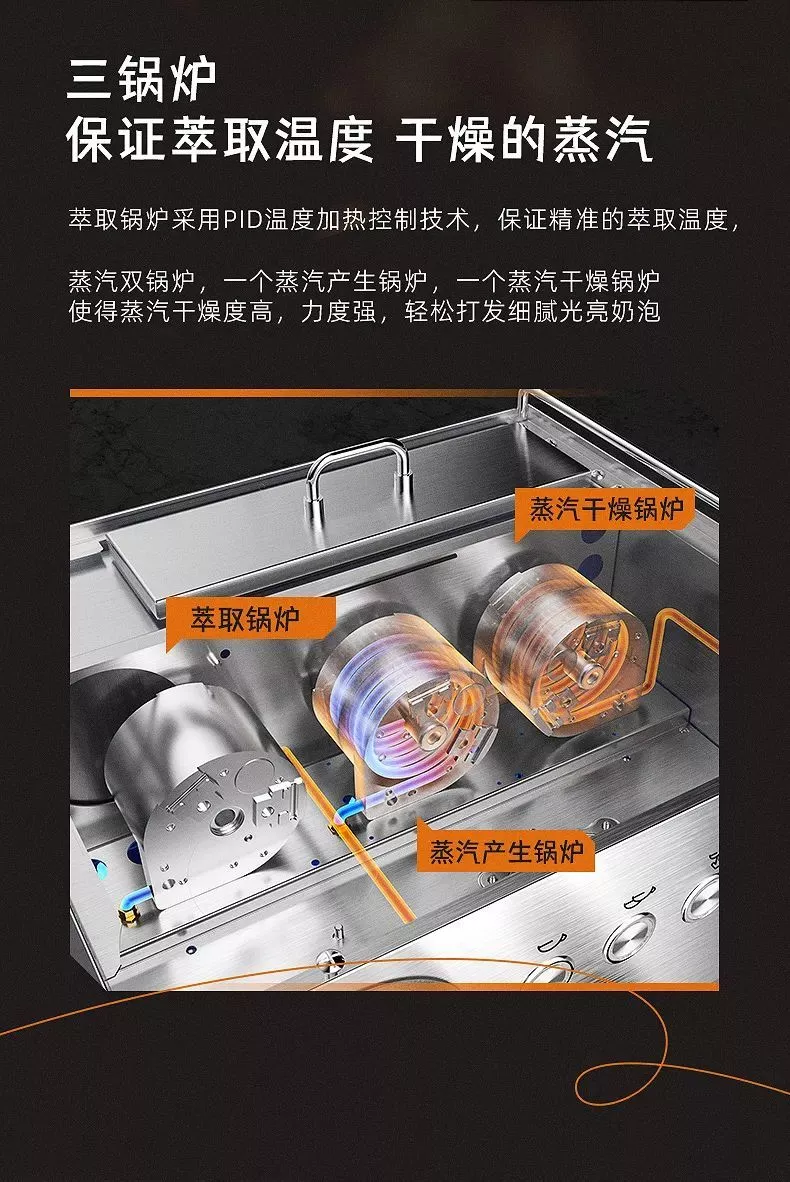 三锅炉
保证萃取温度 干燥的蒸汽
萃取锅炉采用PID温度加热控制技术，保证精准的萃取温度，
蒸汽双锅炉，一个蒸汽产生锅炉，一个蒸汽干燥锅炉
使得蒸汽干燥度高，力度强，轻松打发细腻光亮奶泡
蒸汽干燥锅炉
萃取锅炉
蒸汽产生锅炉